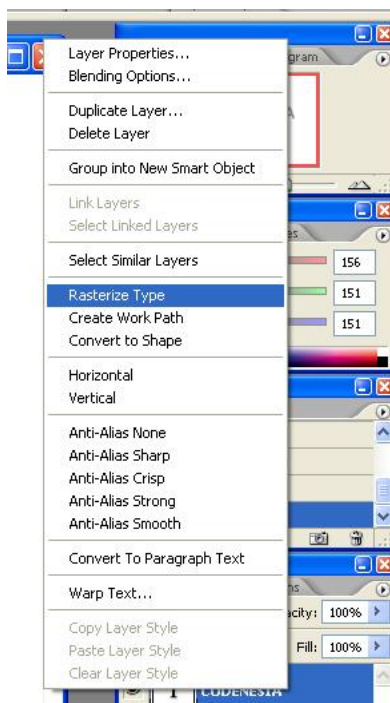 Layer Properties...
gram
Blending Options...
Duplicate Layer...
A
Delete Layer
Group into New Smart Object
Link Layers
Select Linked Layers
es
Select Similar Layers
156
Rasterize Type
151
Create Work Path
151
Convert to Shape
Horizontal
Vertical
Anti-Alias None
Anti-Alias Sharp
Anti-Alias Crisp
Anti-Alias Strong
Anti-Alias Smooth
Convert To Paragraph Text
Warp Text...
ns
acity: 100%
Copy Layer Style
Paste Layer Style
Fill: 100%
Clear Layer Style
T CODENESIA